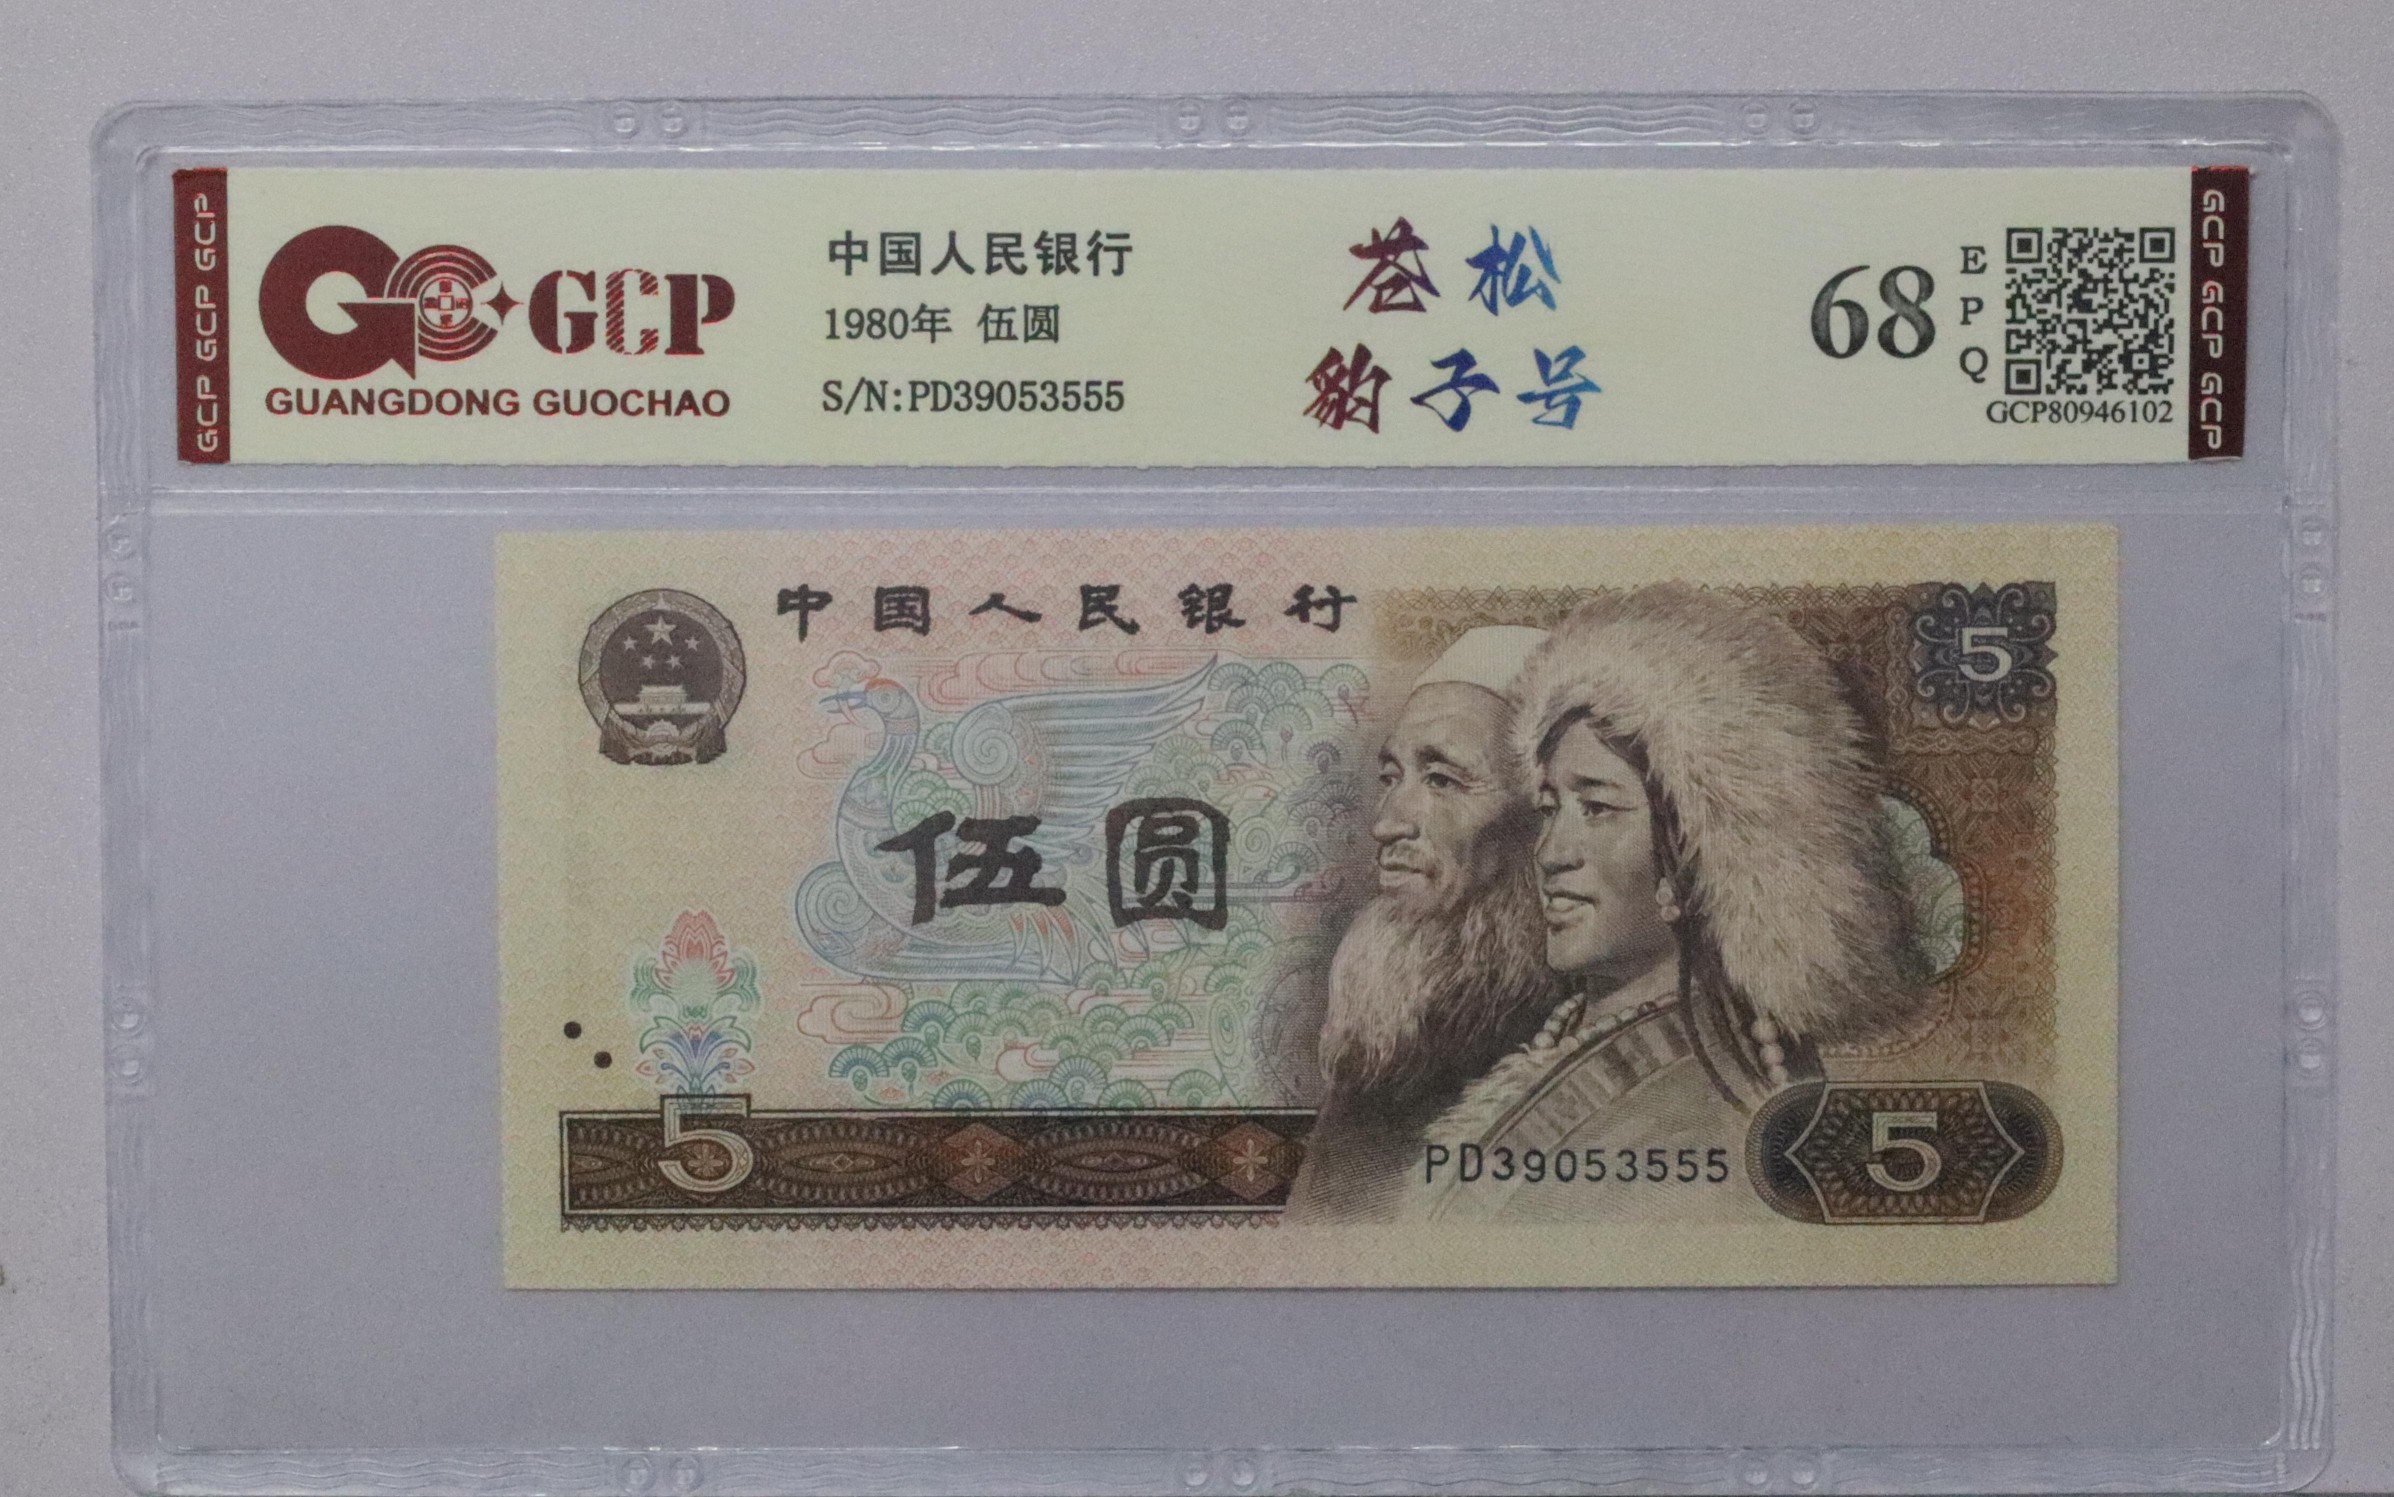 GCP GCP GCP
GCP
GUANGDONG GUOCHAO
中国人民银行
1980年 伍圆
S/N:PD39053555
苍松
豹子号
68
EPQ
GCP80946102
GCP GCP GCP
中国人民银行
5
伍圆
5
PD39053555
5